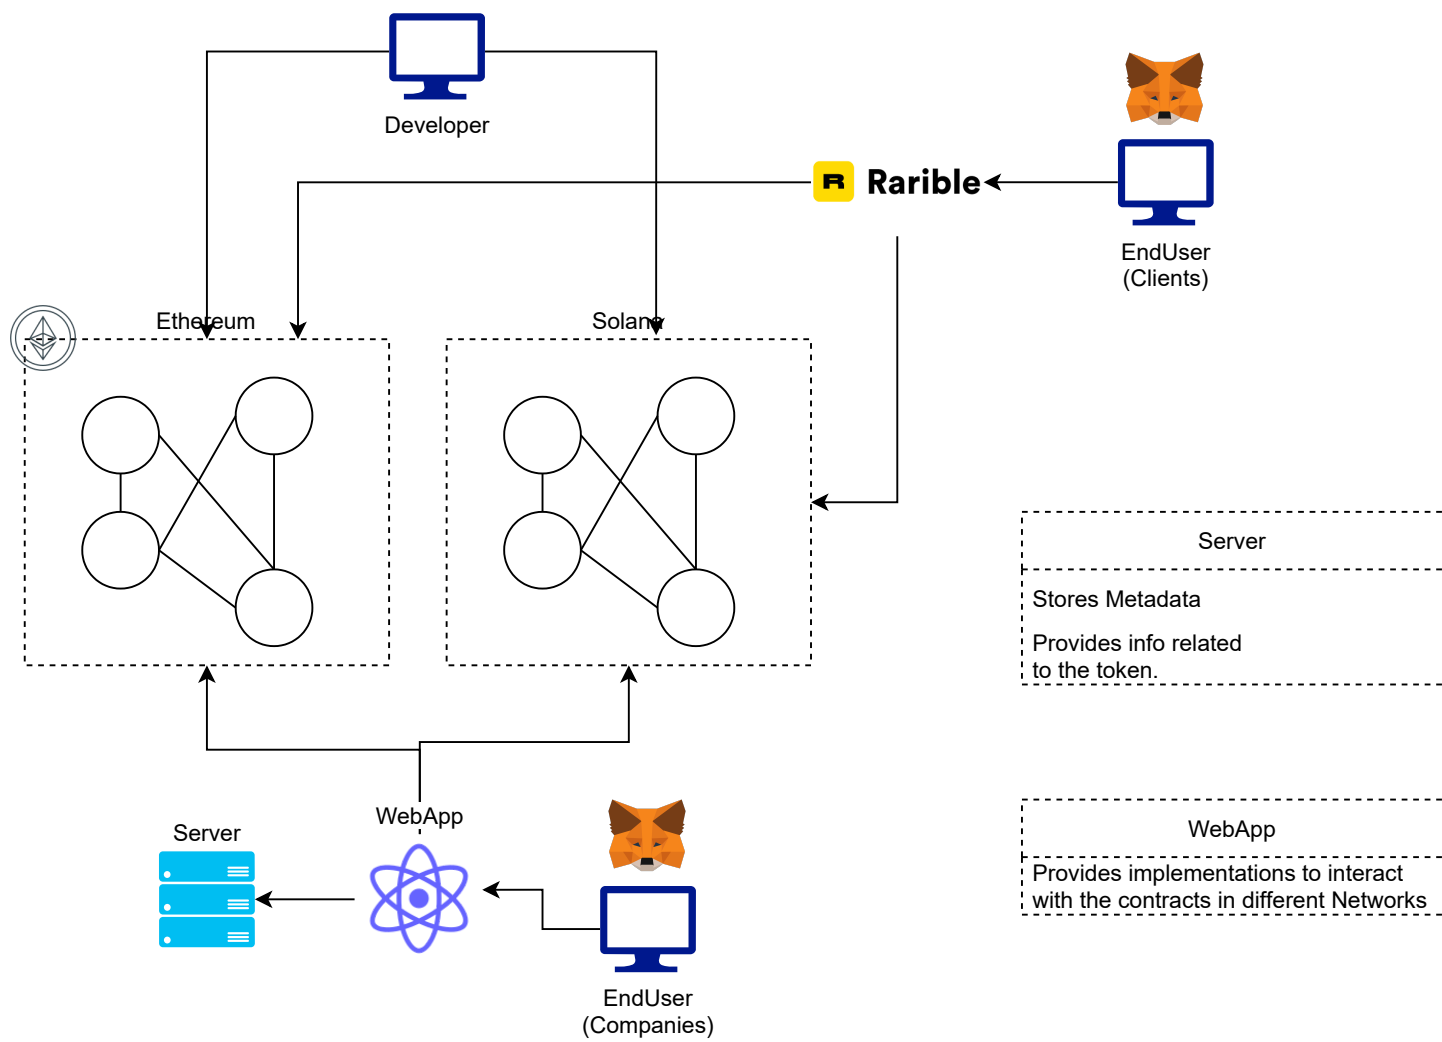 Developer
R Rarible
EndUser
(Clients)
Ethereum
Solana
Server
Stores Metadata
Provides info related
to the token.
WebApp
Server
WebApp
Provides implementations to interact
with the contracts in different Networks
EndUser
(Companies)